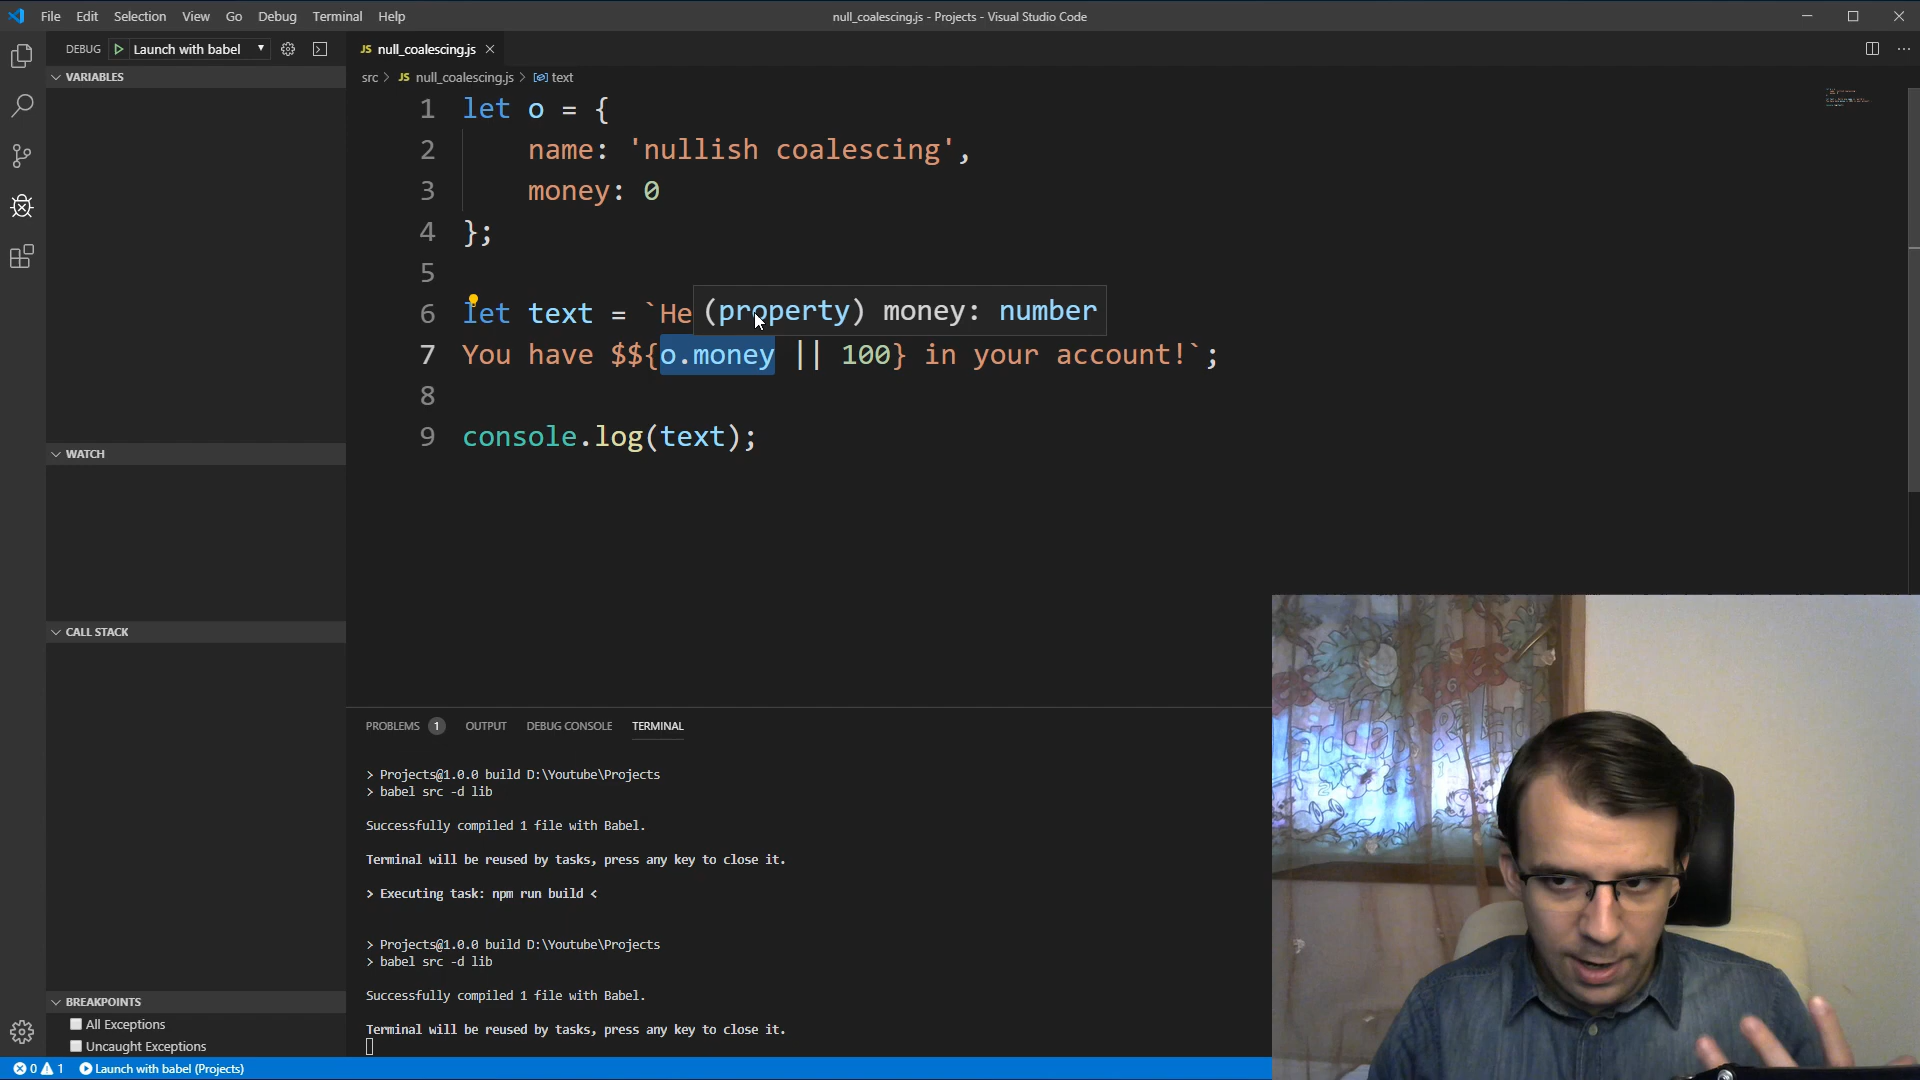 File Edit Selection View Go Debug Terminal Help
null_coalescing.js - Projects - Visual Studio Code
DEBUG Launch with babel
JS null_coalescing.js
VARIABLES
src > JS null_coalescing.js > text
1 let o = {
2 name: 'nullish coalescing',
3 money: 0
4 };
5
6 let text = `He
(property) money: number
7 You have $${o.money || 100} in your account!`;
8
9 console.log(text);
WATCH
CALL STACK
BREAKPOINTS
All Exceptions
Uncaught Exceptions
PROBLEMS 1 OUTPUT DEBUG CONSOLE TERMINAL
> Projects@1.0.0 build D:\Youtube\Projects
> babel src -d lib
Successfully compiled 1 file with Babel.
Terminal will be reused by tasks, press any key to close it.
> Executing task: npm run build <
> Projects@1.0.0 build D:\Youtube\Projects
> babel src -d lib
Successfully compiled 1 file with Babel.
Terminal will be reused by tasks, press any key to close it.
0 1 Launch with babel (Projects)